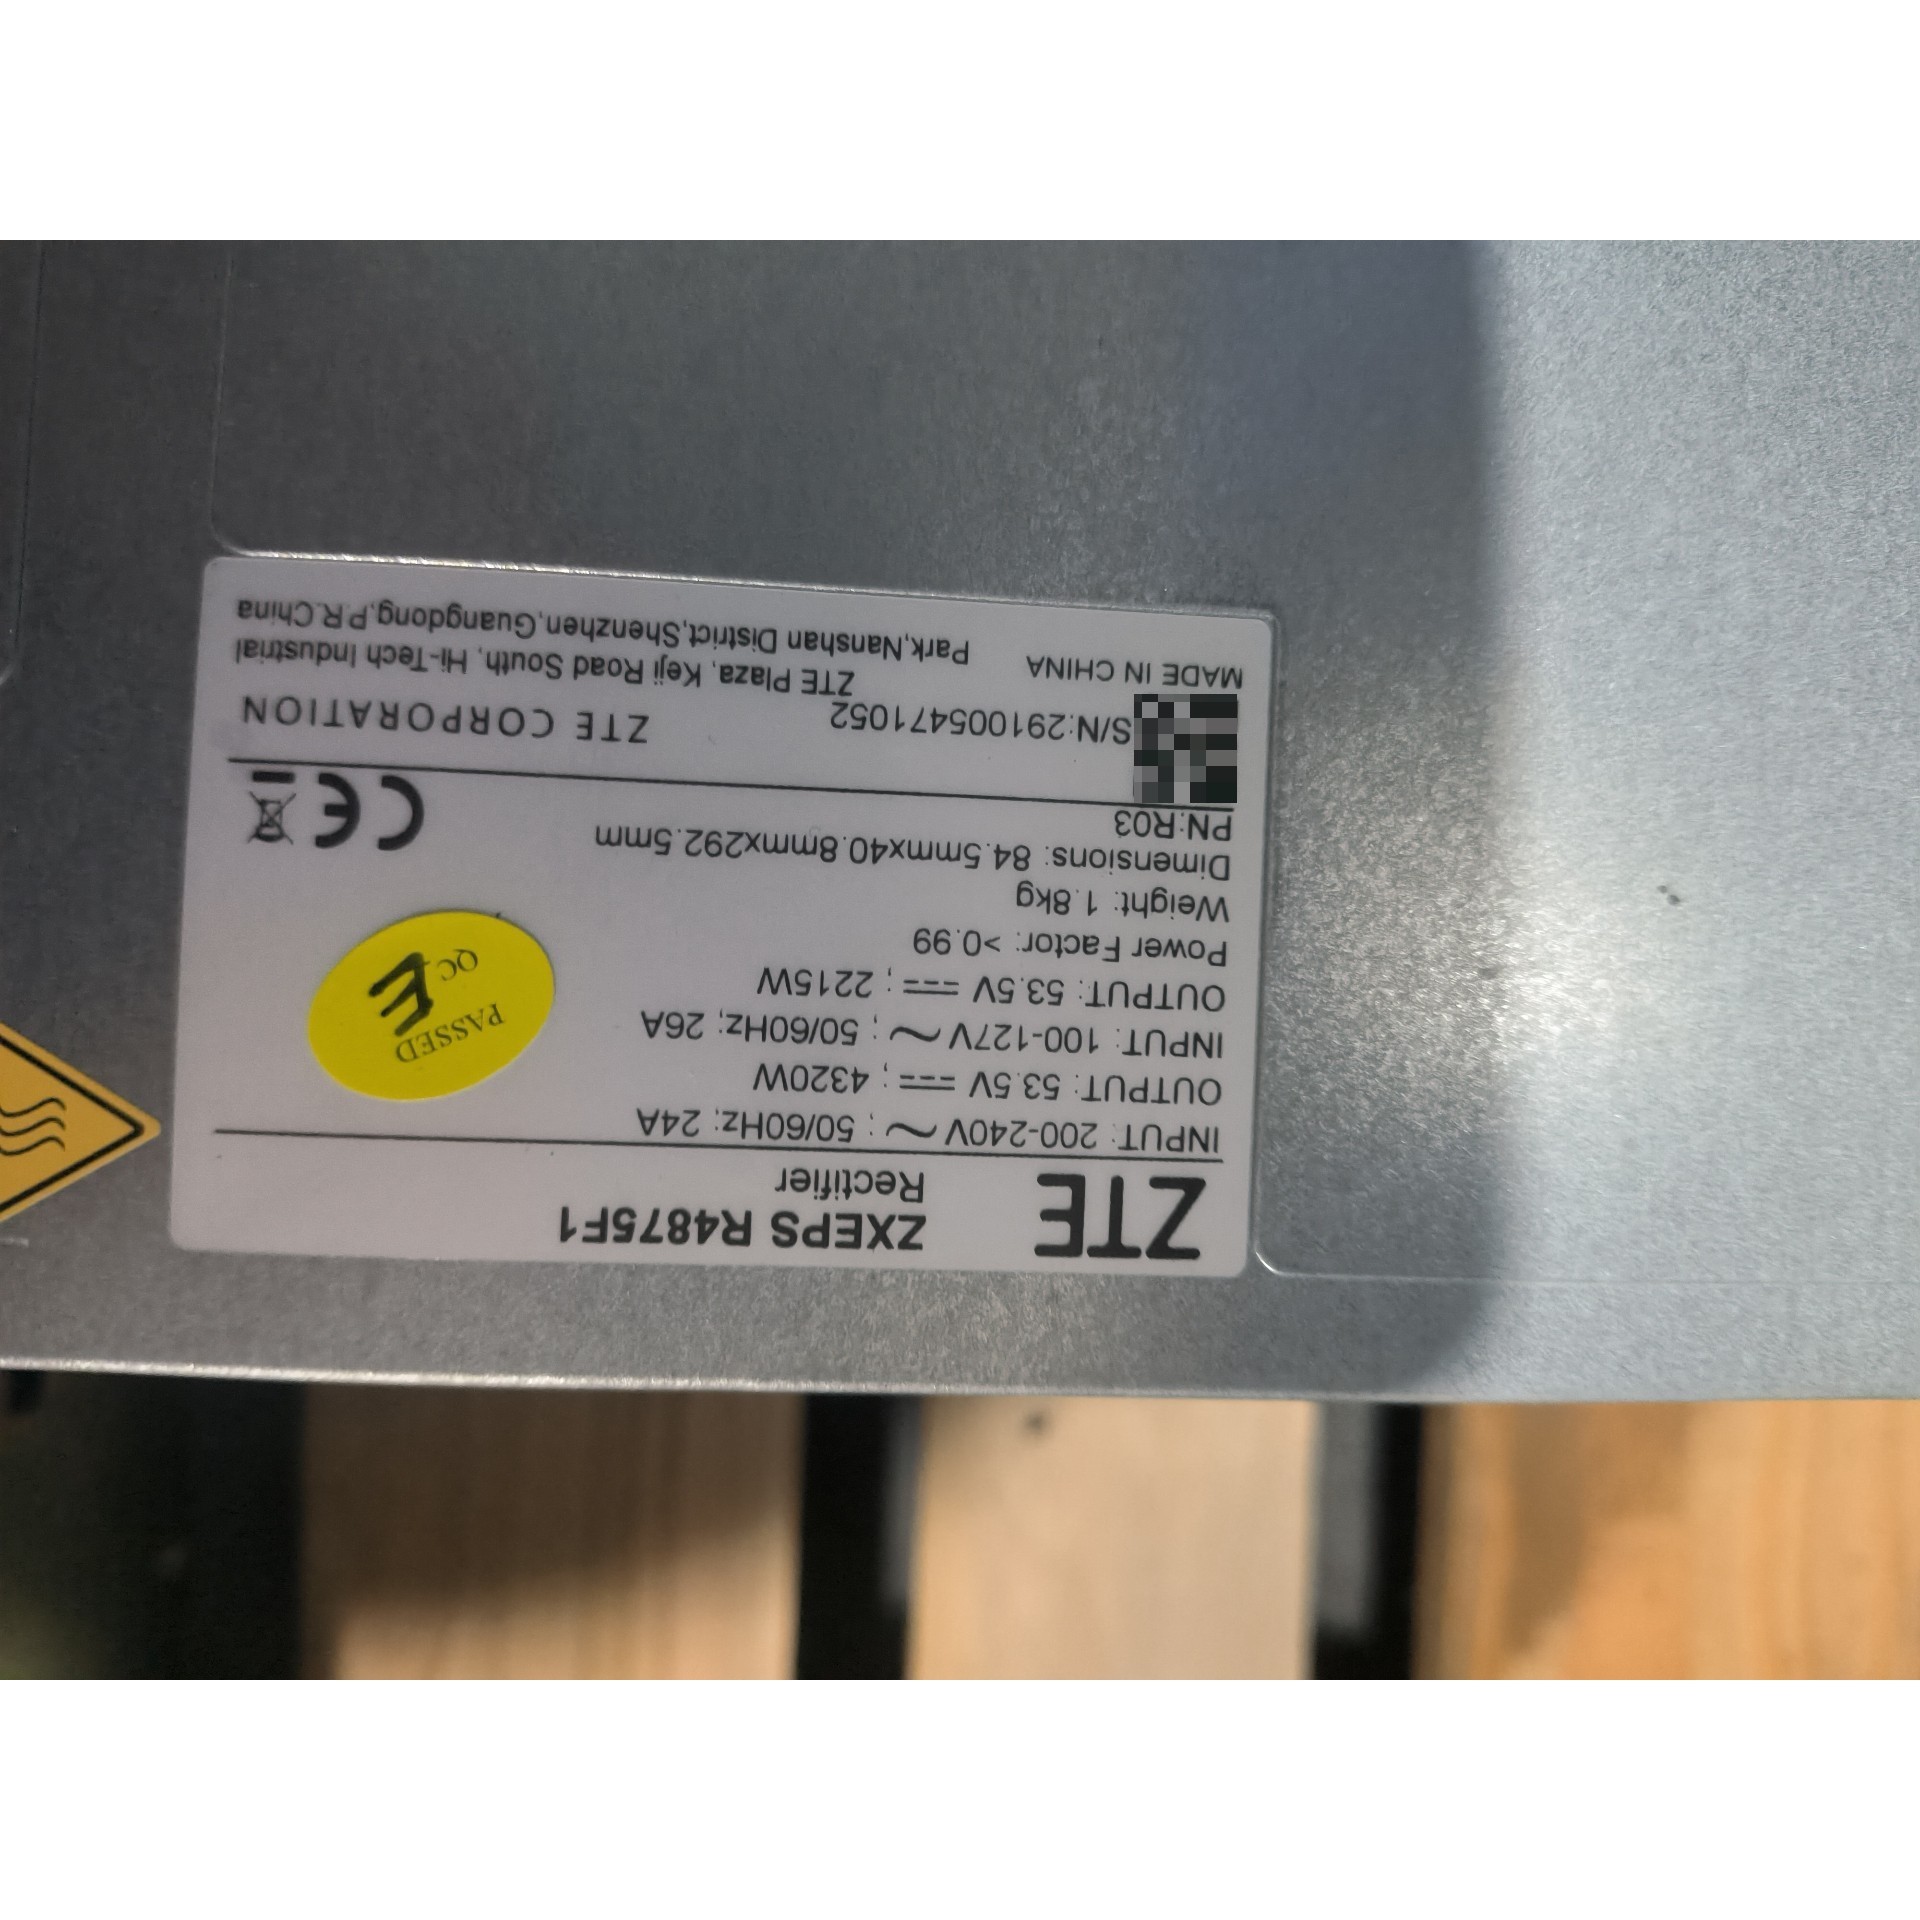 ZTE
ZXEPS R4875F1
Rectifier
INPUT: 200-240V ～; 50/60Hz; 24A
OUTPUT: 53.5V ⎓; 4320W
INPUT: 100-127V ～; 50/60Hz; 26A
OUTPUT: 53.5V ⎓; 2215W
Power Factor: >0.99
Weight: 1.8kg
Dimensions: 84.5mmx40.8mmx292.5mm
PN:R03
QC
E
PASSED
CE
S/N:291005471052
MADE IN CHINA
ZTE CORPORATION
ZTE Plaza, Keji Road South, Hi-Tech Industrial
Park,Nanshan District,Shenzhen,Guangdong,P.R.China